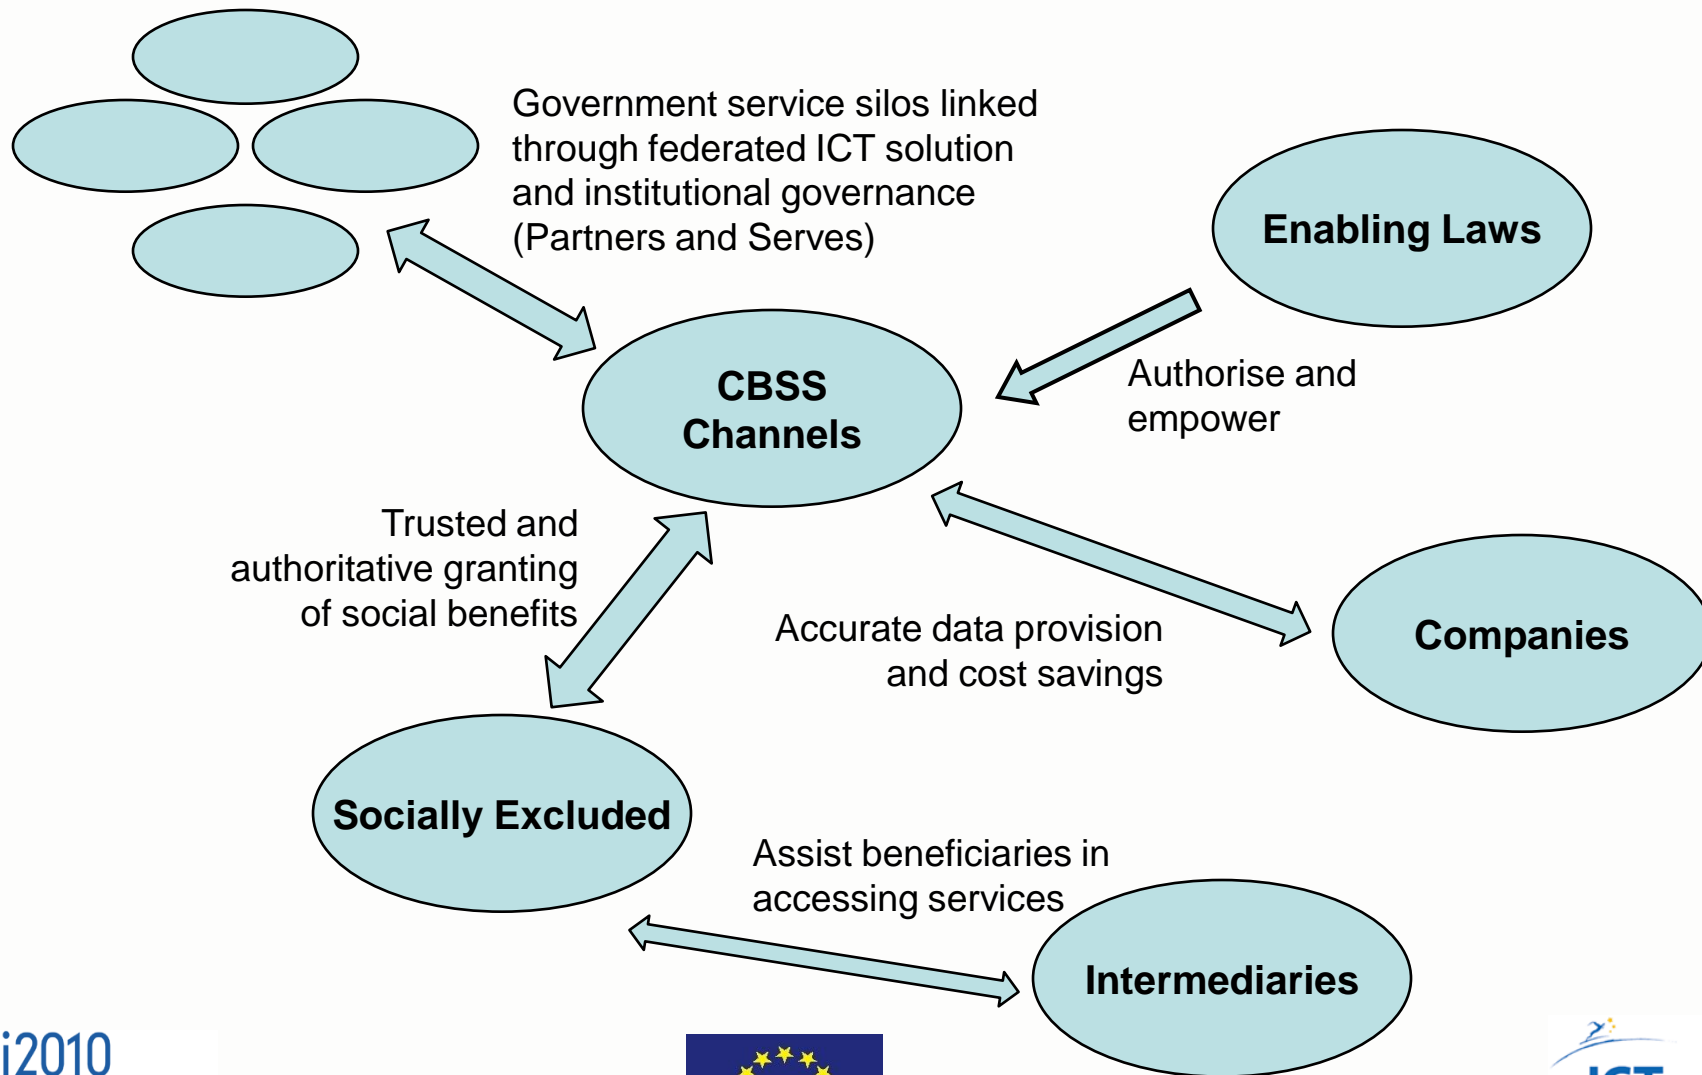 Government service silos linked
through federated ICT solution
and institutional governance
(Partners and Serves)
Enabling Laws
CBSS
Channels
Authorise and
empower
Trusted and
authoritative granting
of social benefits
Accurate data provision
and cost savings
Companies
Socially Excluded
Assist beneficiaries in
accessing services
Intermediaries
i2010
ICT